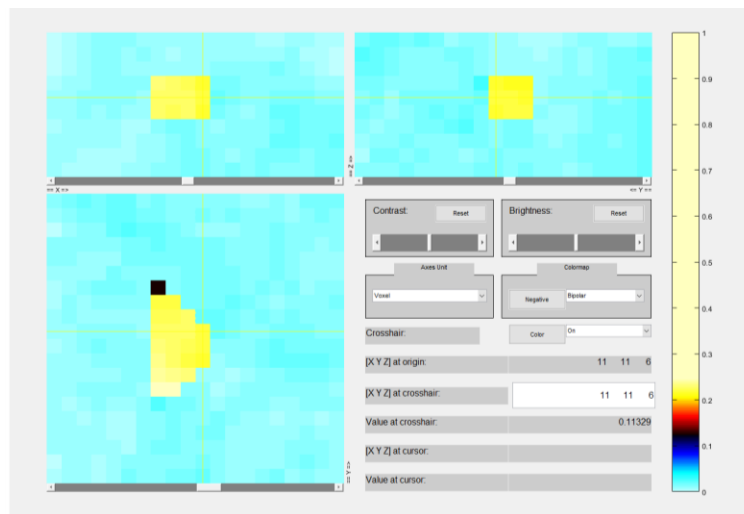 1
0.9
0.8
0.7
0.6
0.5
0.4
0.3
0.2
0.1
0
<= Z =>
<= X =>
<= Y =>
<= Y =>
Contrast: Reset
Brightness: Reset
Axes Unit
Voxel
Colormap
Negative Bipolar
Crosshair: Color On
[X Y Z] at origin: 11 11 6
[X Y Z] at crosshair: 11 11 6
Value at crosshair: 0.11329
[X Y Z] at cursor:
Value at cursor: